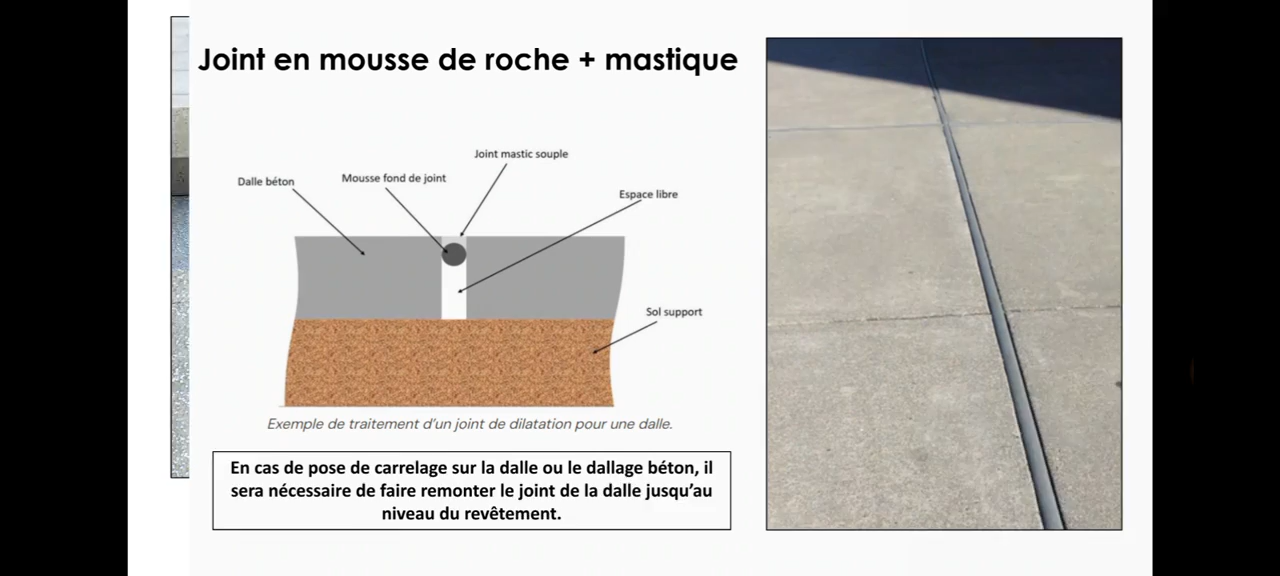 Joint en mousse de roche + mastique
Joint mastic souple
Mousse fond de joint
Dalle béton
Espace libre
Sol support
Exemple de traitement d'un joint de dilatation pour une dalle.
En cas de pose de carrelage sur la dalle ou le dallage béton, il
sera nécessaire de faire remonter le joint de la dalle jusqu'au
niveau du revêtement.